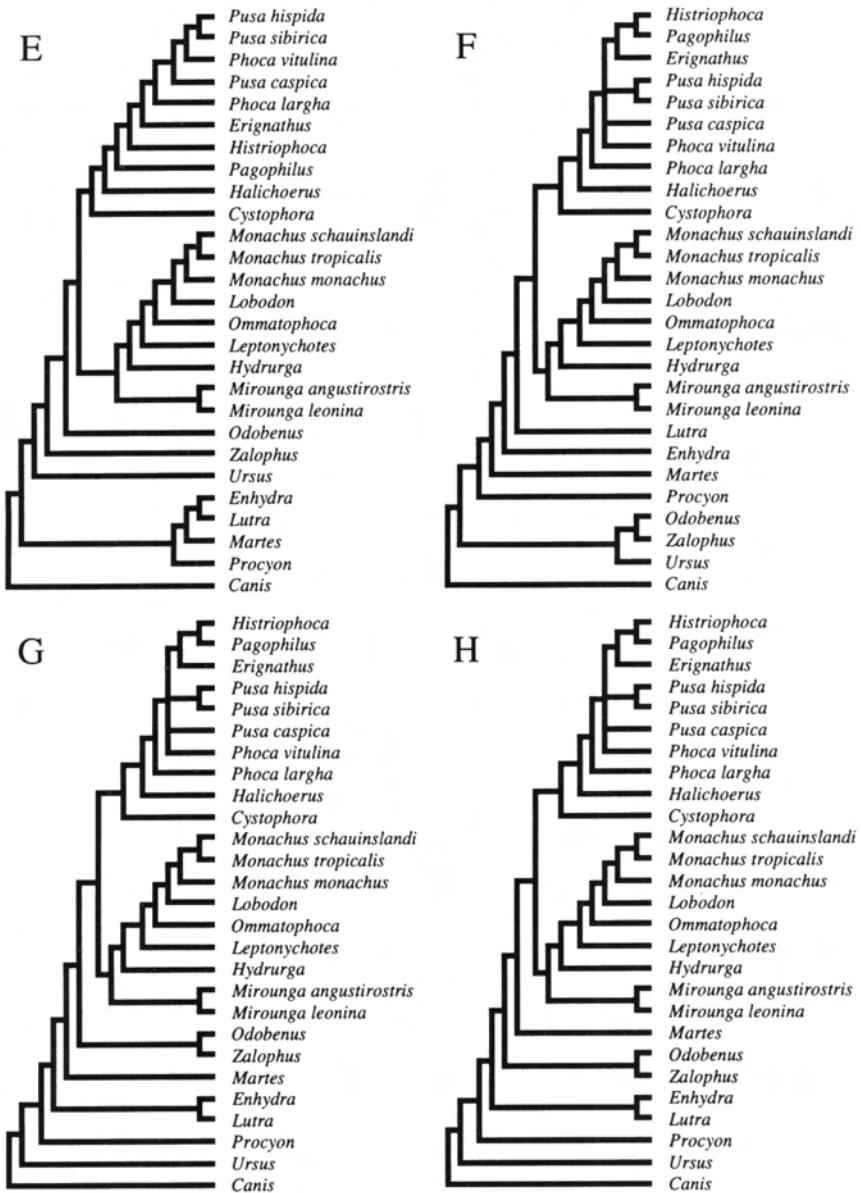 E
Pusa hispida
Pusa sibirica
Phoca vitulina
Pusa caspica
Phoca largha
Erignathus
Histriophoca
Pagophilus
Halichoerus
Cystophora
Monachus schauinslandi
Monachus tropicalis
Monachus monachus
Lobodon
Ommatophoca
Leptonychotes
Hydrurga
Mirounga angustirostris
Mirounga leonina
Odobenus
Zalophus
Ursus
Enhydra
Lutra
Martes
Procyon
Canis
F
Histriophoca
Pagophilus
Erignathus
Pusa hispida
Pusa sibirica
Pusa caspica
Phoca vitulina
Phoca largha
Halichoerus
Cystophora
Monachus schauinslandi
Monachus tropicalis
Monachus monachus
Lobodon
Ommatophoca
Leptonychotes
Hydrurga
Mirounga angustirostris
Mirounga leonina
Lutra
Enhydra
Martes
Procyon
Odobenus
Zalophus
Ursus
Canis
G
Histriophoca
Pagophilus
Erignathus
Pusa hispida
Pusa sibirica
Pusa caspica
Phoca vitulina
Phoca largha
Halichoerus
Cystophora
Monachus schauinslandi
Monachus tropicalis
Monachus monachus
Lobodon
Ommatophoca
Leptonychotes
Hydrurga
Mirounga angustirostris
Mirounga leonina
Odobenus
Zalophus
Martes
Enhydra
Lutra
Procyon
Ursus
Canis
H
Histriophoca
Pagophilus
Erignathus
Pusa hispida
Pusa sibirica
Pusa caspica
Phoca vitulina
Phoca largha
Halichoerus
Cystophora
Monachus schauinslandi
Monachus tropicalis
Monachus monachus
Lobodon
Ommatophoca
Leptonychotes
Hydrurga
Mirounga angustirostris
Mirounga leonina
Martes
Odobenus
Zalophus
Enhydra
Lutra
Procyon
Ursus
Canis